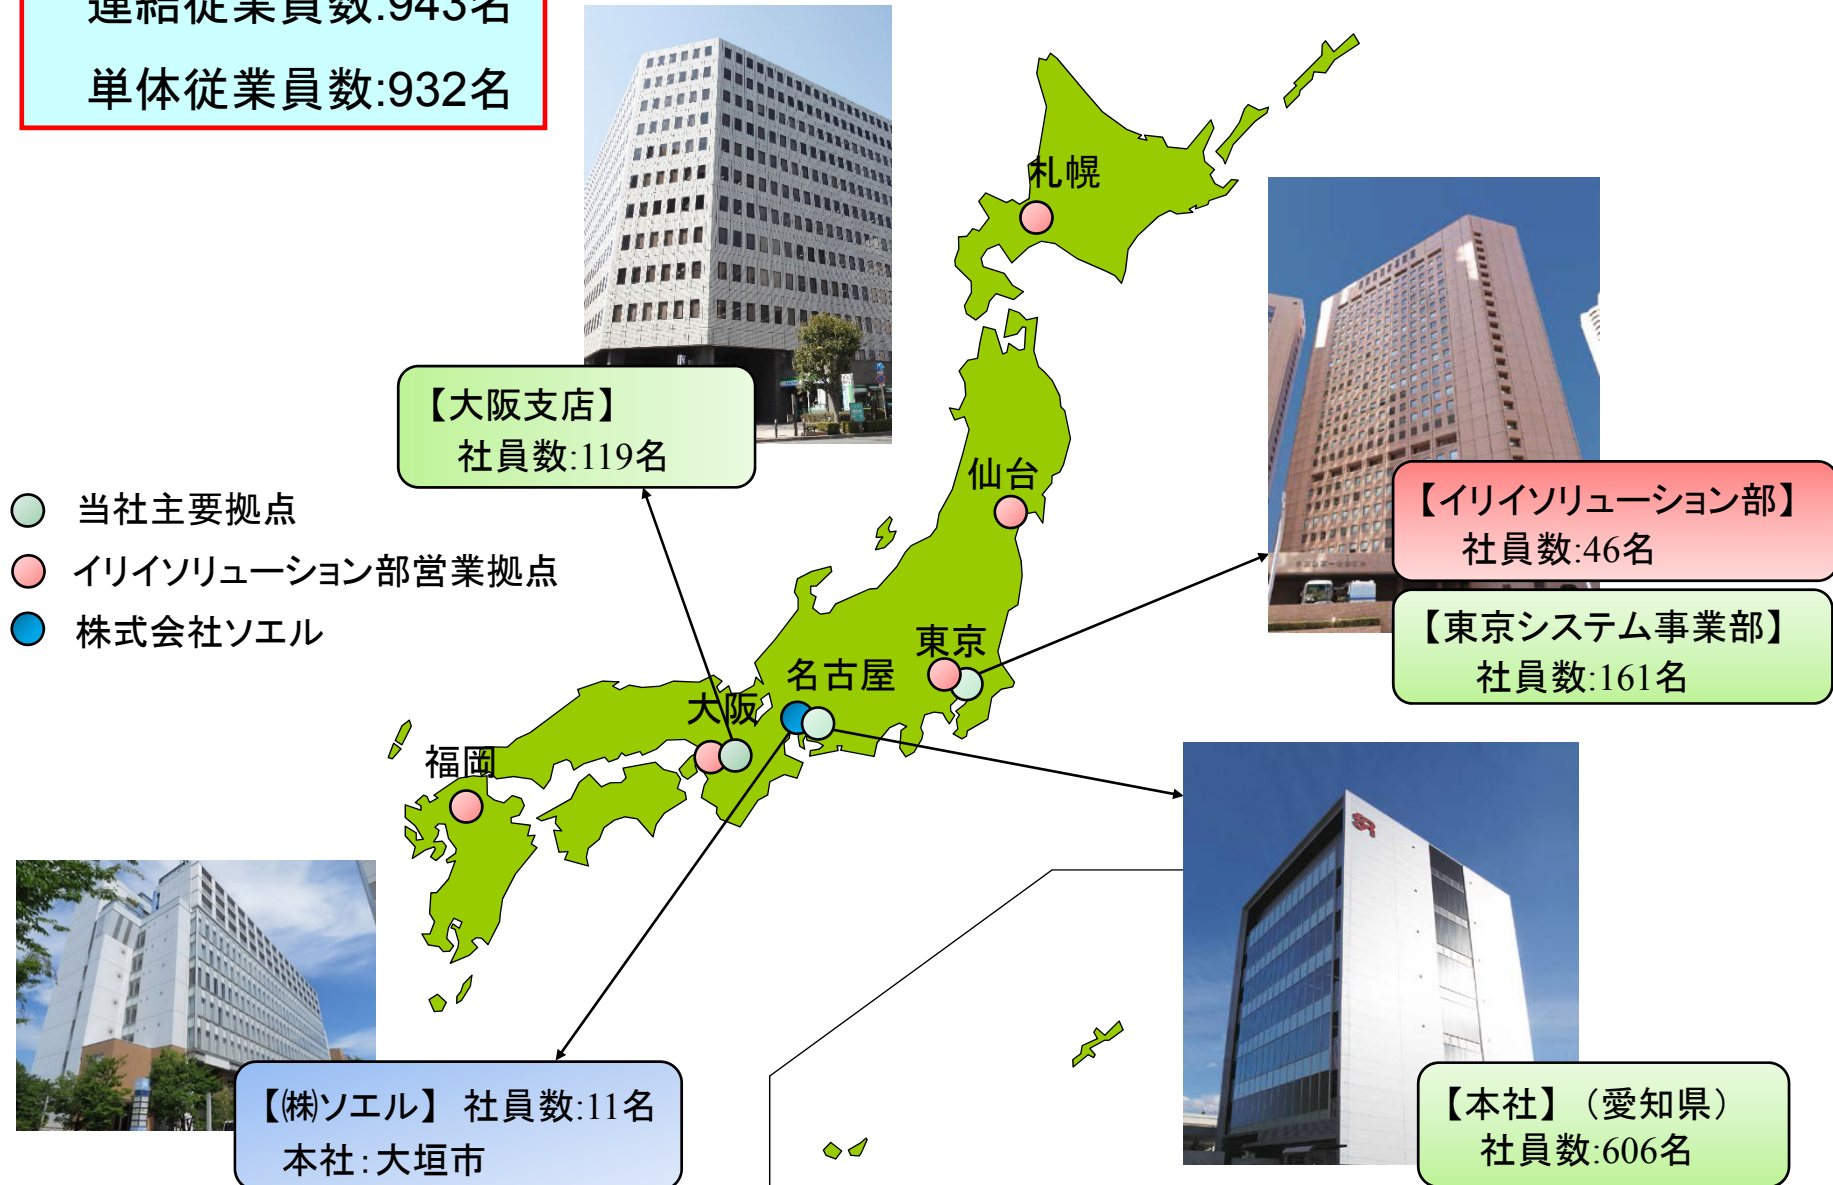 連結従業員数:943名
単体従業員数:932名
札幌
【大阪支店】
社員数:119名
仙台
当社主要拠点
イリイソリューション部営業拠点
株式会社ソエル
【イリイソリューション部】
社員数:46名
【東京システム事業部】
社員数:161名
東京
名古屋
大阪
福岡
SR
【㈱ソエル】 社員数:11名
本社:大垣市
【本社】(愛知県)
社員数:606名